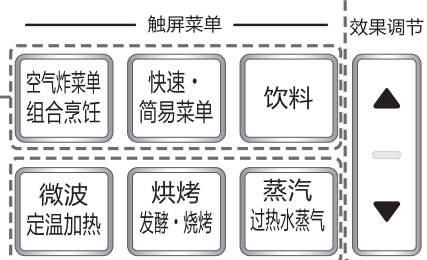 触屏菜单
效果调节
空气炸菜单
组合烹饪
快速·
简易菜单
饮料
微波
定温加热
烘烤
发酵·烧烤
蒸汽
过热水蒸气